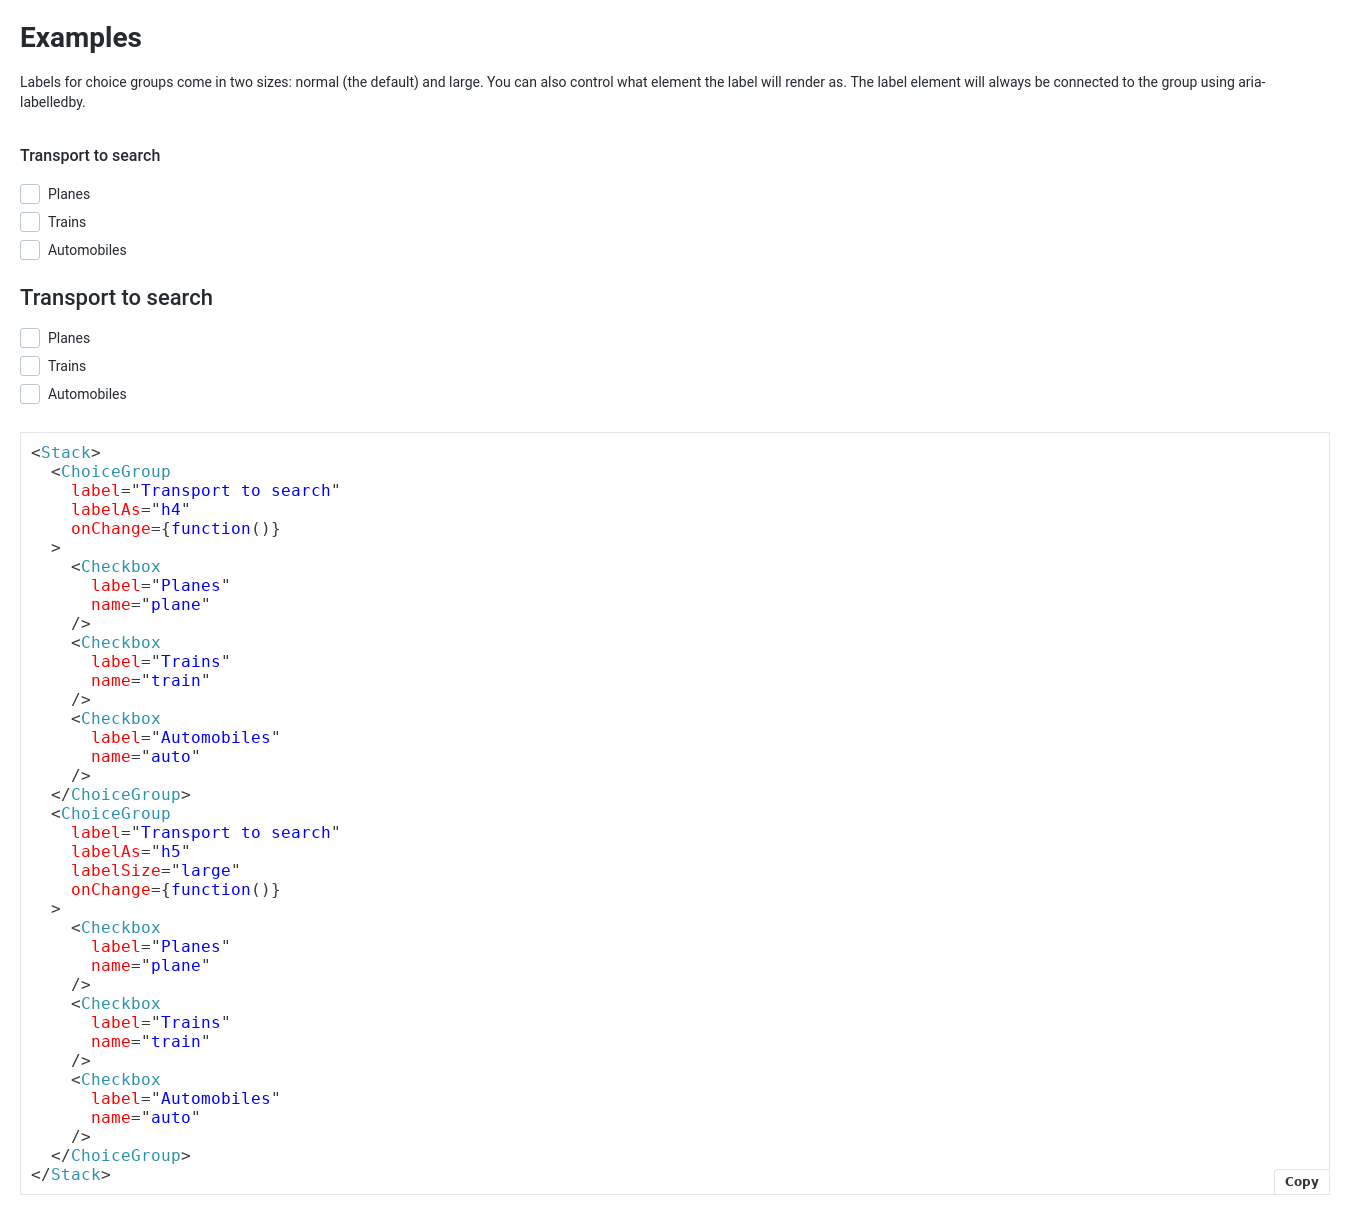 Examples
Labels for choice groups come in two sizes: normal (the default) and large. You can also control what element the label will render as. The label element will always be connected to the group using aria-
labelledby.
Transport to search
Planes
Trains
Automobiles
Transport to search
Planes
Trains
Automobiles
<Stack>
  <ChoiceGroup
    label="Transport to search"
    labelAs="h4"
    onChange={function()}
  >
    <Checkbox
      label="Planes"
      name="plane"
    />
    <Checkbox
      label="Trains"
      name="train"
    />
    <Checkbox
      label="Automobiles"
      name="auto"
    />
  </ChoiceGroup>
  <ChoiceGroup
    label="Transport to search"
    labelAs="h5"
    labelSize="large"
    onChange={function()}
  >
    <Checkbox
      label="Planes"
      name="plane"
    />
    <Checkbox
      label="Trains"
      name="train"
    />
    <Checkbox
      label="Automobiles"
      name="auto"
    />
  </ChoiceGroup>
</Stack>
Copy